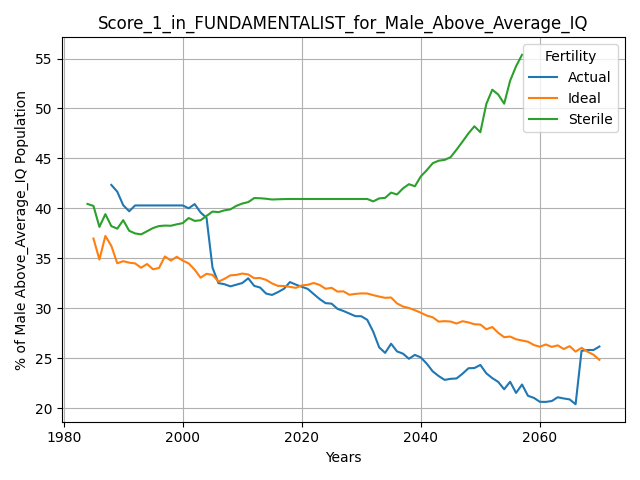 Score_1_in_FUNDAMENTALIST_for_Male_Above_Average_IQ
% of Male Above_Average_IQ Population
55
50
45
40
35
30
25
20
1980
2000
2020
2040
2060
Years
Fertility
Actual
Ideal
Sterile